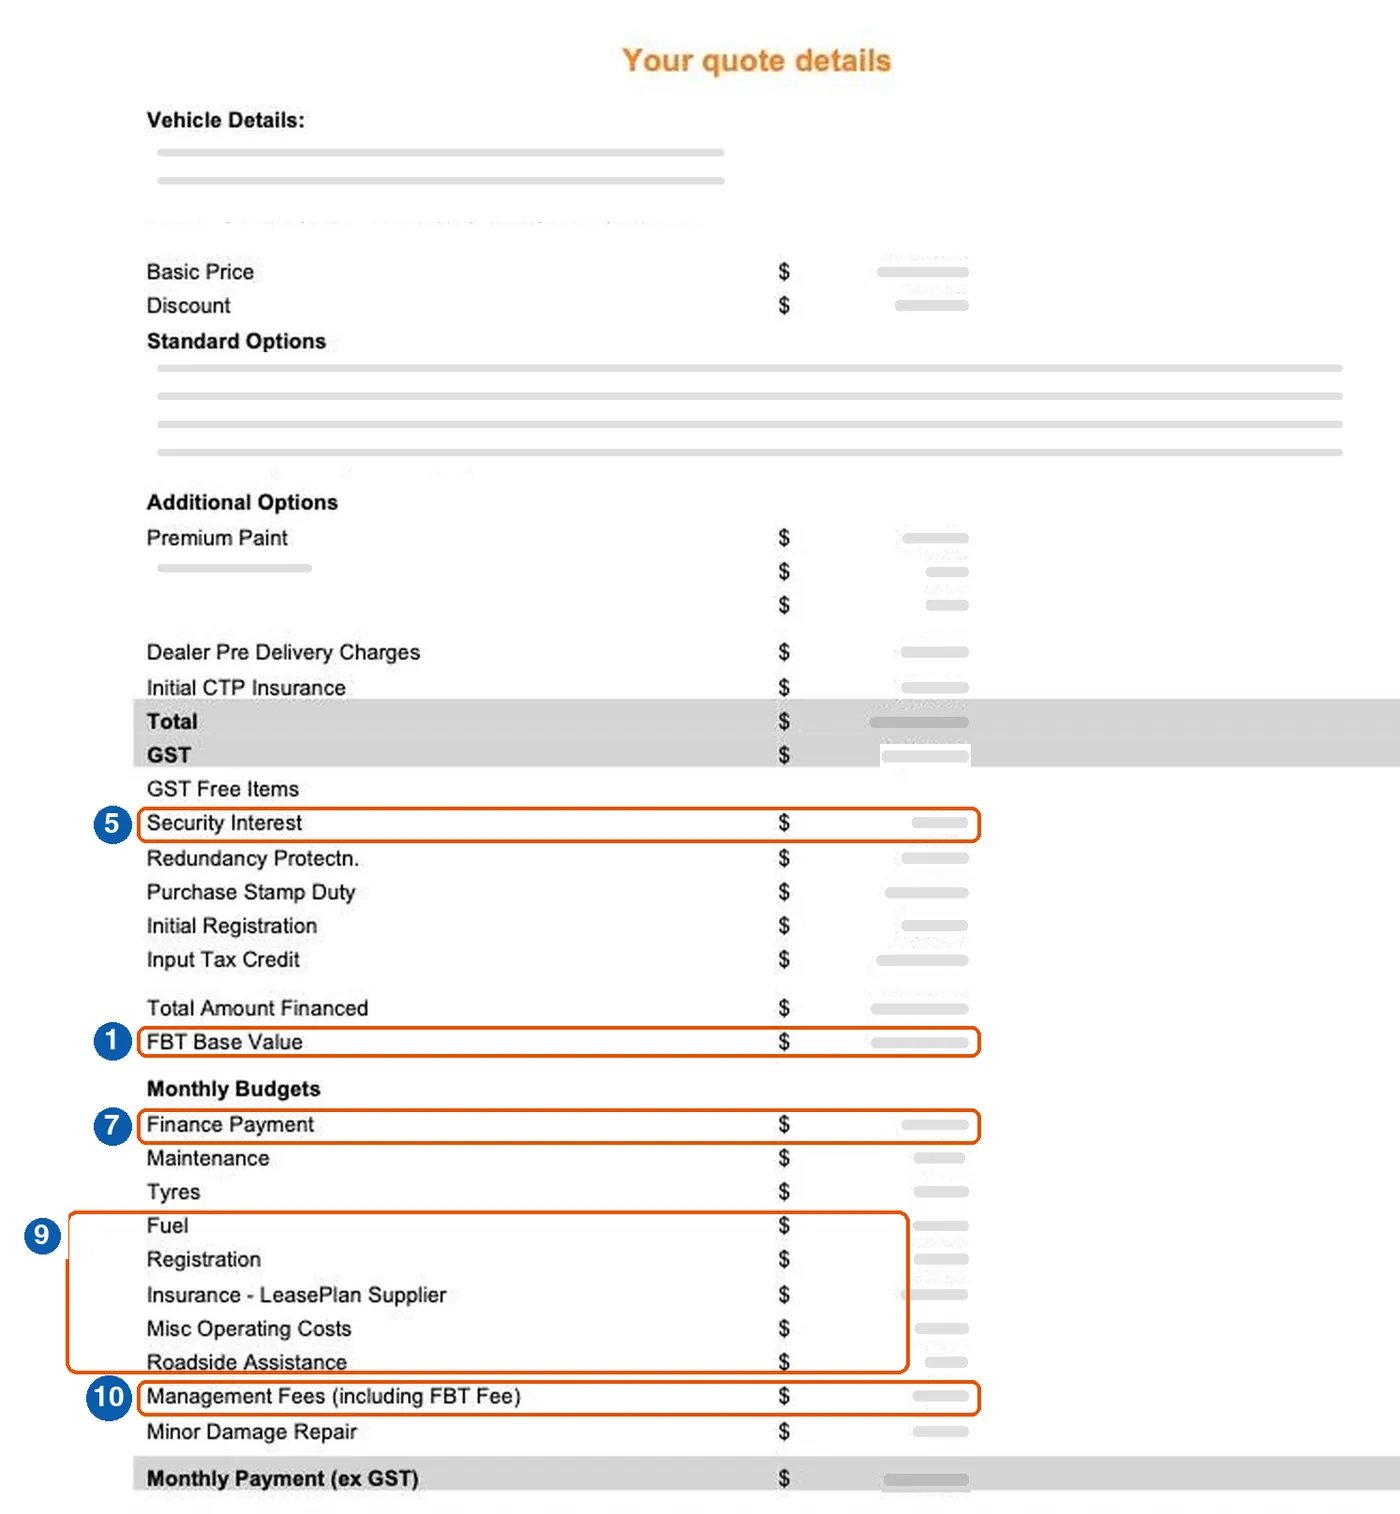 Your quote details
Vehicle Details:
Basic Price $
Discount $
Standard Options
Additional Options
Premium Paint $
$
$
Dealer Pre Delivery Charges $
Initial CTP Insurance $
Total $
GST $
GST Free Items
5 Security Interest $
Redundancy Protectn. $
Purchase Stamp Duty $
Initial Registration $
Input Tax Credit $
Total Amount Financed $
1 FBT Base Value $
Monthly Budgets
7 Finance Payment $
Maintenance $
Tyres $
9 Fuel $
Registration $
Insurance - LeasePlan Supplier $
Misc Operating Costs $
Roadside Assistance $
10 Management Fees (including FBT Fee) $
Minor Damage Repair $
Monthly Payment (ex GST) $